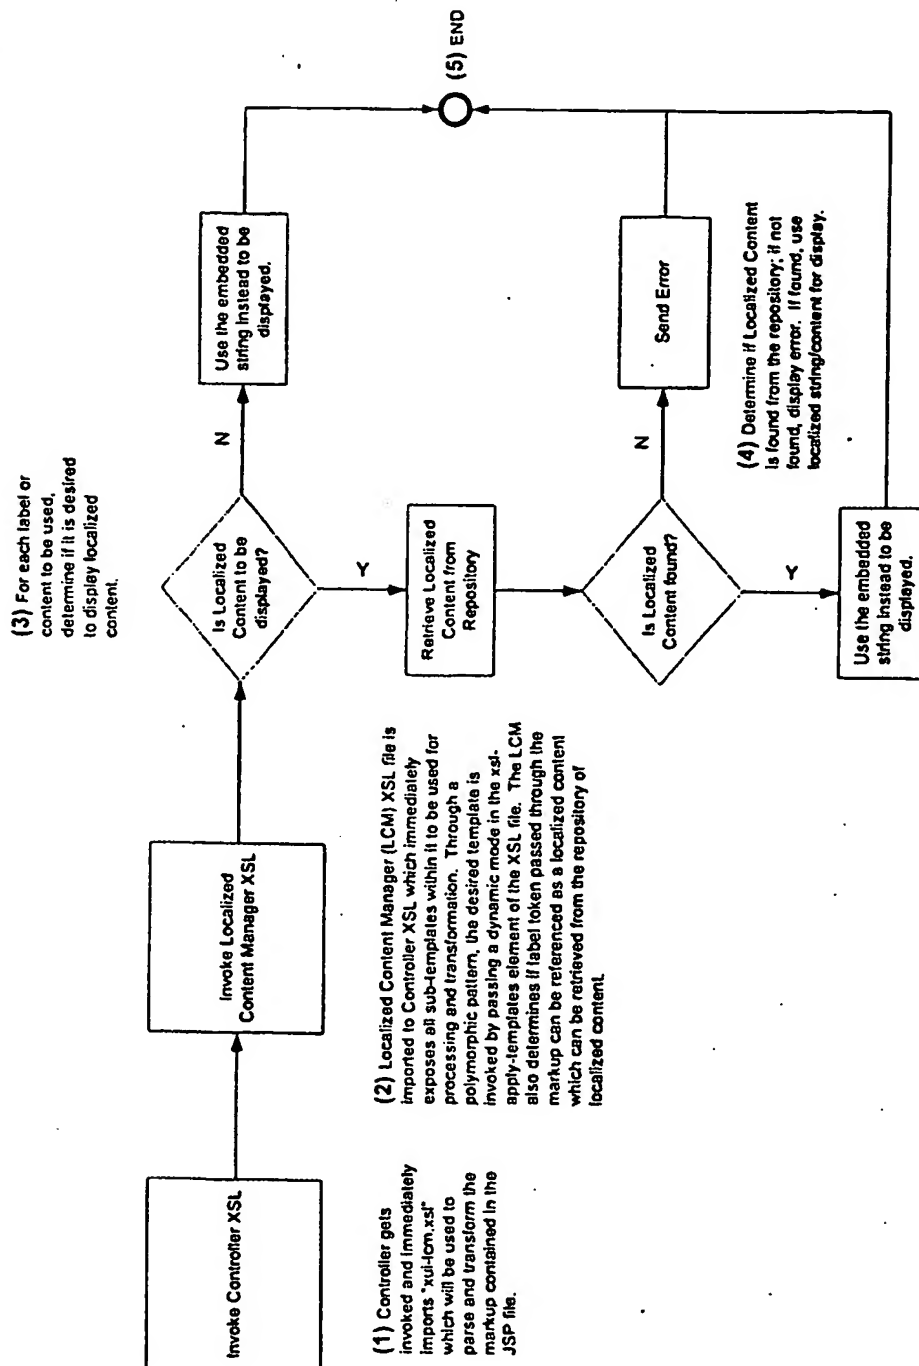 Invoke Controller XSL
(1) Controller gets
invoked and immediately
imports "xui-lcm.xsl"
which will be used to
parse and transform the
markup contained in the
JSP file.
Invoke Localized
Content Manager XSL
(2) Localized Content Manager (LCM) XSL file is
imported to Controller XSL which immediately
exposes all sub-templates within it to be used for
processing and transformation. Through a
polymorphic pattern, the desired template is
invoked by passing a dynamic mode in the xsl-
apply-templates element of the XSL file. The LCM
also determines if label token passed through the
markup can be referenced as a localized content
which can be retrieved from the repository of
localized content.
(3) For each label or
content to be used,
determine if it is desired
to display localized
content.
Is Localized
Content to be
displayed?
N
Y
Use the embedded
string instead to be
displayed.
Retrieve Localized
Content from
Repository
Is Localized
Content found?
N
Y
Send Error
(4) Determine if Localized Content
is found from the repository; if not
found, display error. If found, use
localized string/content for display.
Use the embedded
string instead to be
displayed.
(5) END